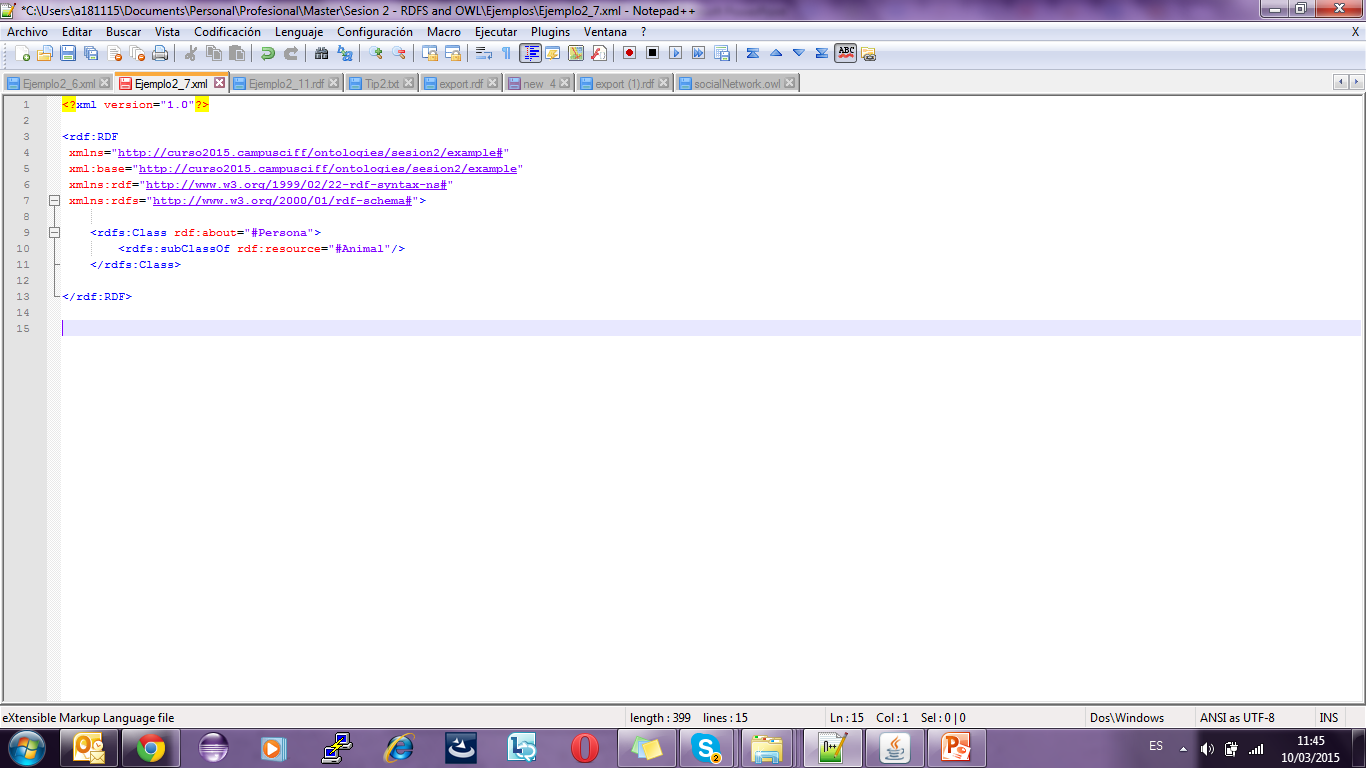 *C:\Users\a181115\Documents\Personal\Profesional\Master\Sesion 2 - RDFS and OWL\Ejemplos\Ejemplo2_7.xml - Notepad++
Archivo Editar Buscar Vista Codificación Lenguaje Configuración Macro Ejecutar Plugins Ventana ? X
ABC
Ejemplo2_6.xml Ejemplo2_7.xml Ejemplo2_11.rdf Tip2.txt export.rdf new 4 export (1).rdf socialNetwork.owl
1 <?xml version="1.0"?>
2
3 <rdf:RDF
4 xmlns="http://curso2015.campusciff/ontologies/sesion2/example#"
5 xml:base="http://curso2015.campusciff/ontologies/sesion2/example"
6 xmlns:rdf="http://www.w3.org/1999/02/22-rdf-syntax-ns#"
7 xmlns:rdfs="http://www.w3.org/2000/01/rdf-schema#">
8
9 <rdfs:Class rdf:about="#Persona">
10 <rdfs:subClassOf rdf:resource="#Animal"/>
11 </rdfs:Class>
12
13 </rdf:RDF>
14
15
eXtensible Markup Language file length : 399 lines : 15 Ln : 15 Col : 1 Sel : 0 | 0 Dos\Windows ANSI as UTF-8 INS
ES 11:45
10/03/2015